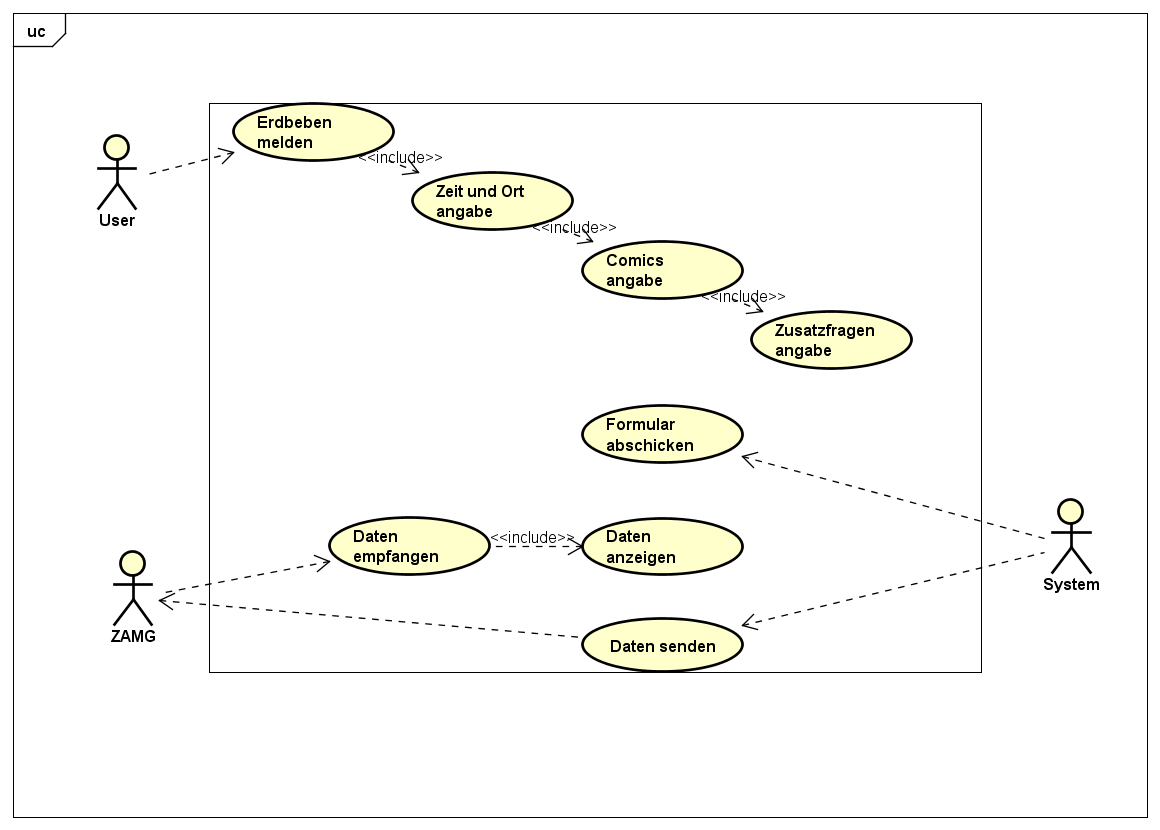 uc
Erdbeben
melden
<<include>>
User
Zeit und Ort
angabe
<<include>>
Comics
angabe
<<include>>
Zusatzfragen
angabe
Formular
abschicken
Daten
empfangen
<<include>>
Daten
anzeigen
System
ZAMG
Daten senden